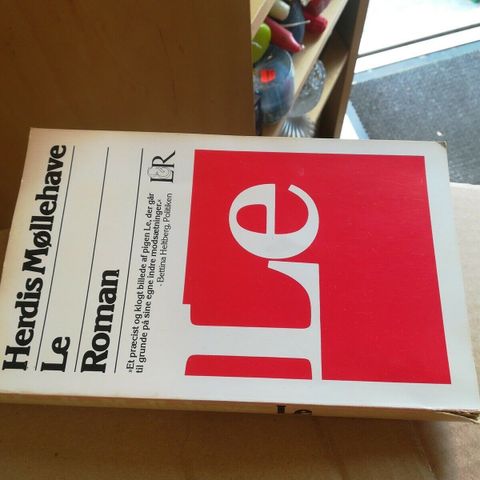 Herdis Møllehave
Le
Roman
»Et præcist og klogt billede af pigen Le, der går
til grunde på sine egne indre modsætninger.«
- Bettina Heltberg, Politiken
LR
Le
Le